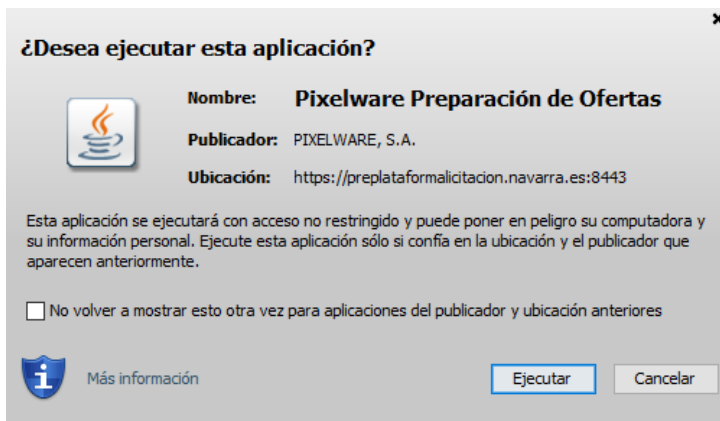 ¿Desea ejecutar esta aplicación?
Nombre: Pixelware Preparación de Ofertas
Publicador: PIXELWARE, S.A.
Ubicación: https://preplataformalicitacion.navarra.es:8443
Esta aplicación se ejecutará con acceso no restringido y puede poner en peligro su computadora y
su información personal. Ejecute esta aplicación sólo si confía en la ubicación y el publicador que
aparecen anteriormente.
No volver a mostrar esto otra vez para aplicaciones del publicador y ubicación anteriores
Más información Ejecutar Cancelar